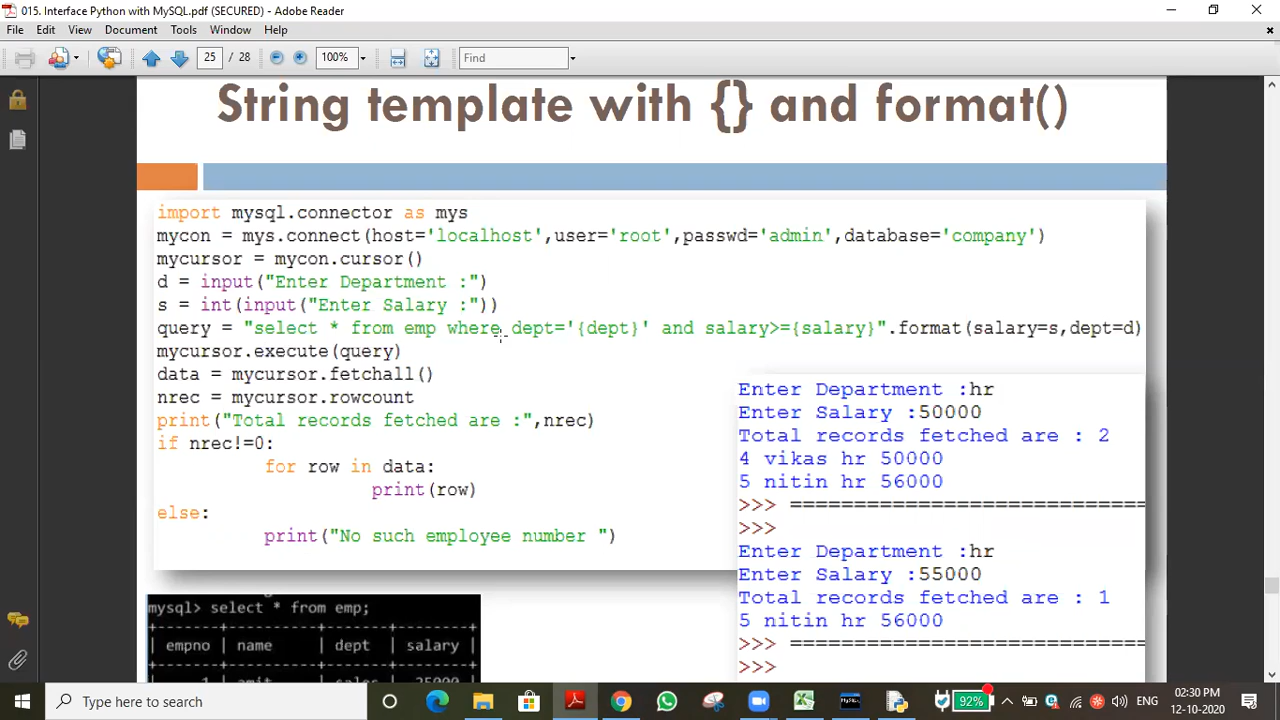 015. Interface Python with MySQL.pdf (SECURED) - Adobe Reader
File Edit View Document Tools Window Help
25 / 28 100% Find
String template with {} and format()
import mysql.connector as mys
mycon = mys.connect(host='localhost',user='root',passwd='admin',database='company')
mycursor = mycon.cursor()
d = input("Enter Department :")
s = int(input("Enter Salary :"))
query = "select * from emp where dept='{dept}' and salary>={salary}".format(salary=s,dept=d)
mycursor.execute(query)
data = mycursor.fetchall()
nrec = mycursor.rowcount
print("Total records fetched are :",nrec)
if nrec!=0:
for row in data:
print(row)
else:
print("No such employee number ")
Enter Department :hr
Enter Salary :50000
Total records fetched are : 2
4 vikas hr 50000
5 nitin hr 56000
>>> ============================
>>>
Enter Department :hr
Enter Salary :55000
Total records fetched are : 1
5 nitin hr 56000
>>> ============================
>>>
mysql> select * from emp;
| empno | name | dept | salary |
Type here to search
92% ENG 02:30 PM
12-10-2020